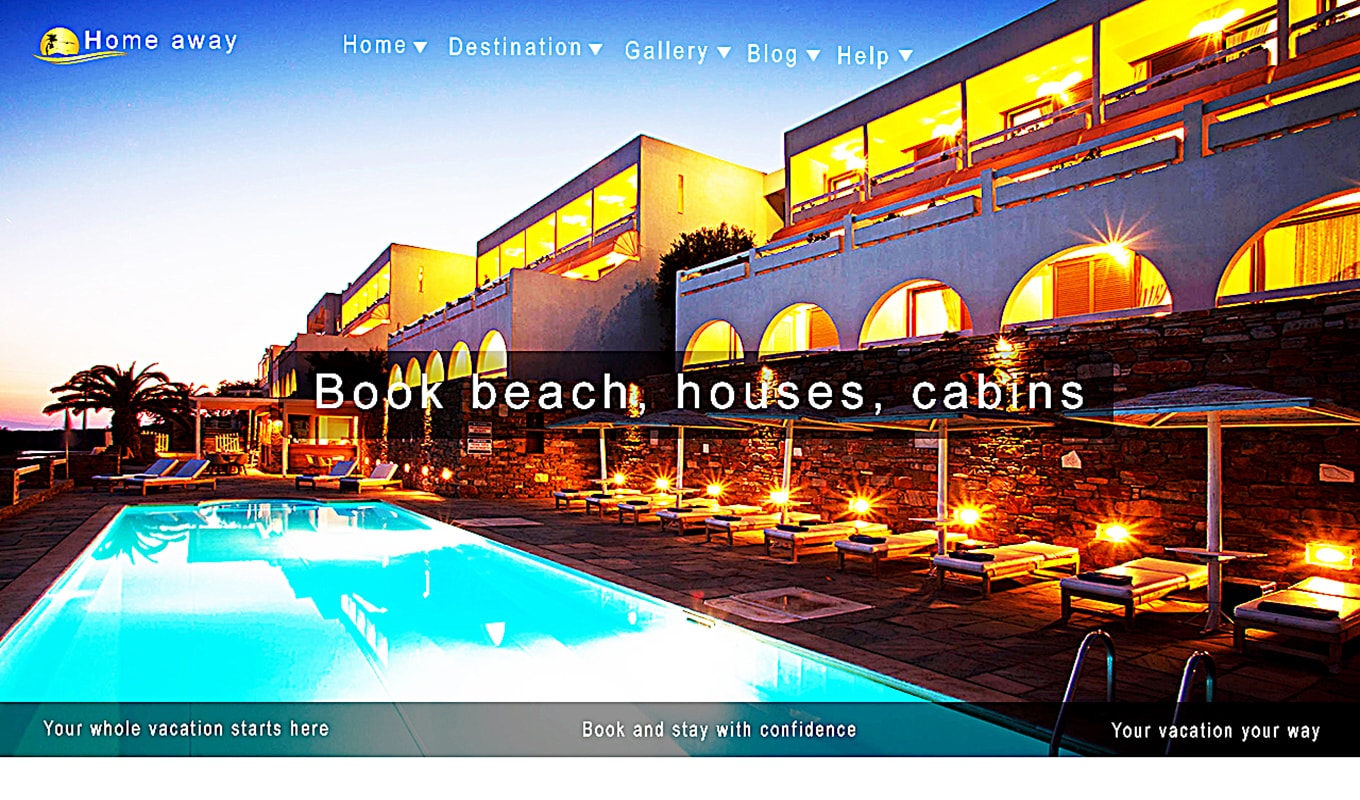 Home away
Home ▼ Destination ▼ Gallery ▼ Blog ▼ Help ▼
Book beach, houses, cabins
Your whole vacation starts here
Book and stay with confidence
Your vacation your way